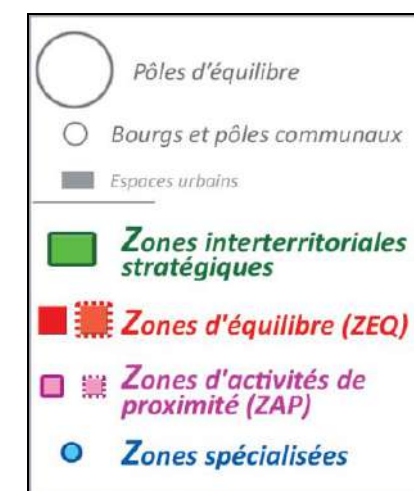 Pôles d'équilibre
Bourgs et pôles communaux
Espaces urbains
Zones interterritoriales
stratégiques
Zones d'équilibre (ZEQ)
Zones d'activités de
proximité (ZAP)
Zones spécialisées